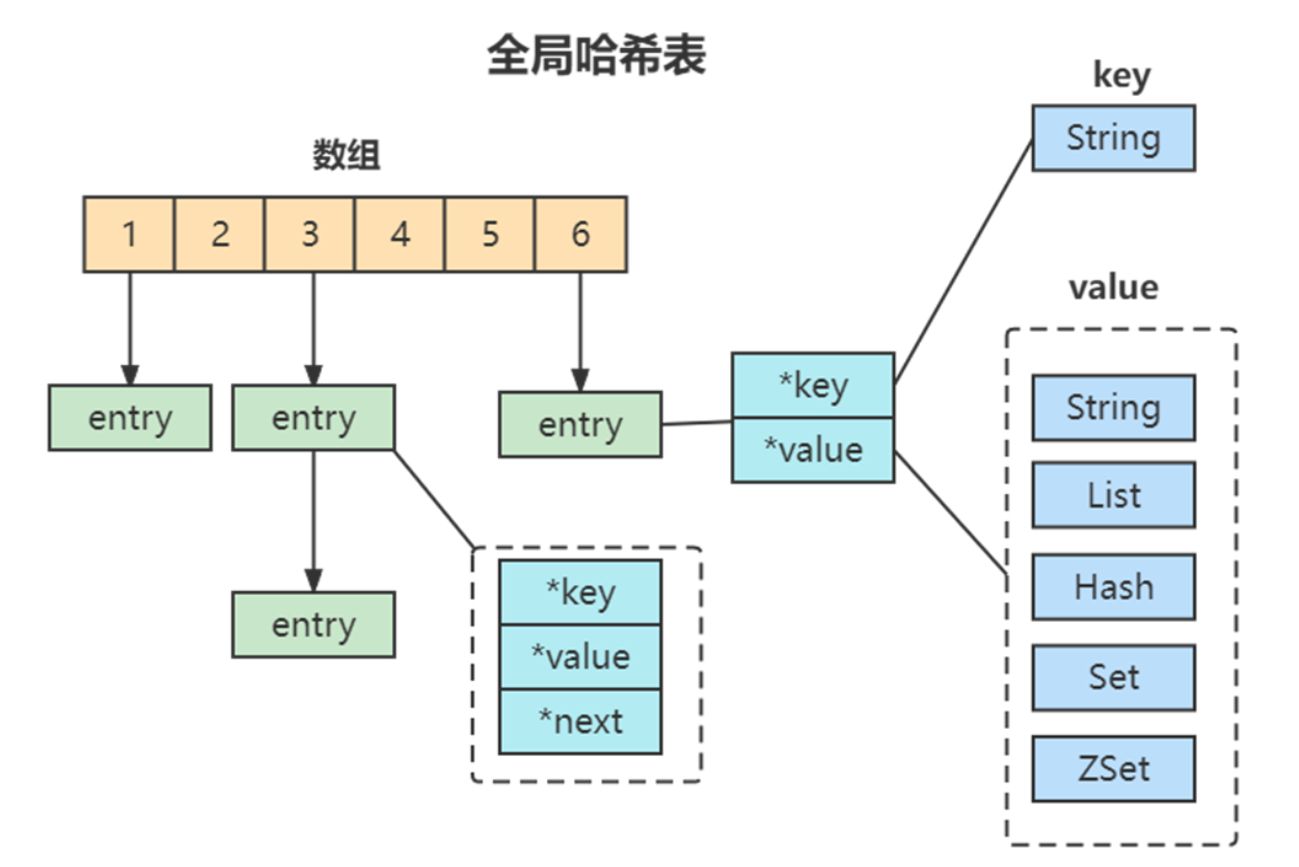 全局哈希表
key
String
数组
1 2 3 4 5 6
value
entry
entry
entry
*key
*value
entry
*key
*value
*next
String
List
Hash
Set
ZSet